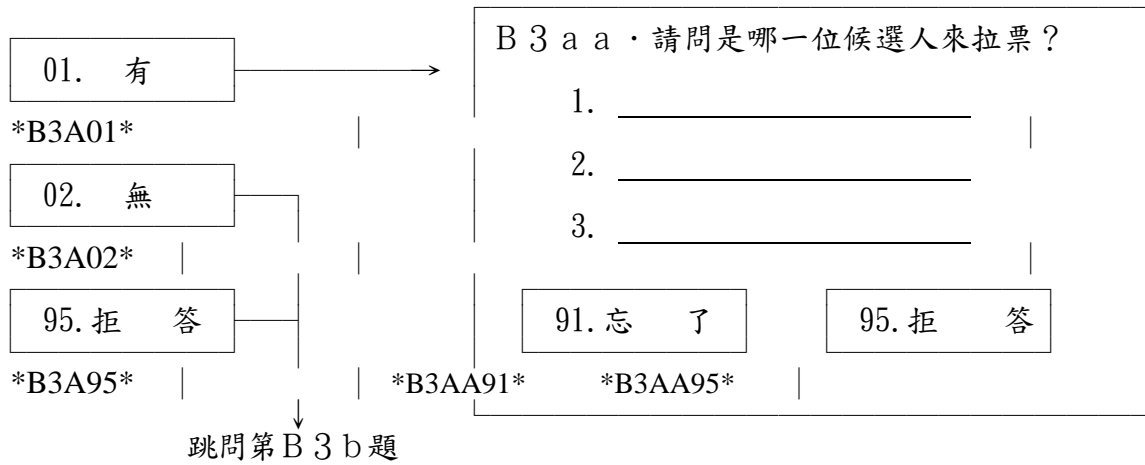 B3aa．請問是哪一位候選人來拉票？
01. 有
1.
*B3A01*
02. 無
2.
3.
*B3A02*
95.拒 答
91.忘 了
95.拒 答
*B3A95*
*B3AA91* *B3AA95*
跳問第B3b題